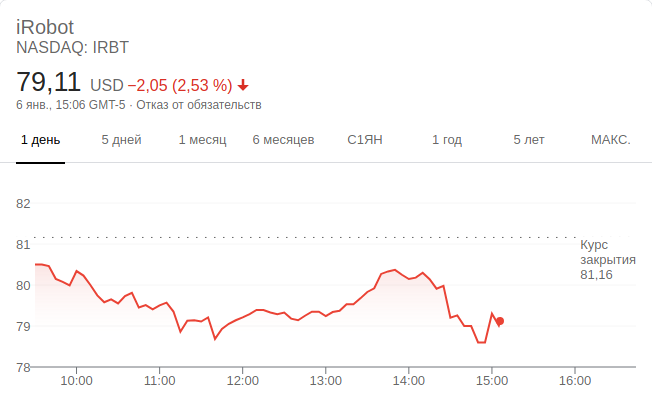 iRobot
NASDAQ: IRBT
79,11 USD −2,05 (2,53 %)
6 янв., 15:06 GMT-5 · Отказ от обязательств
1 день 5 дней 1 месяц 6 месяцев С1ЯН 1 год 5 лет МАКС.
82
81
80
79
78
Курс
закрытия
81,16
10:00 11:00 12:00 13:00 14:00 15:00 16:00